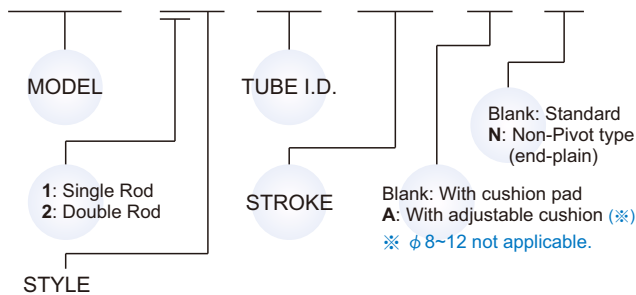 MODEL
TUBE I.D.
Blank: Standard
N: Non-Pivot type
(end-plain)
1: Single Rod
2: Double Rod
STROKE
Blank: With cushion pad
A: With adjustable cushion (※)
※ ϕ8~12 not applicable.
STYLE